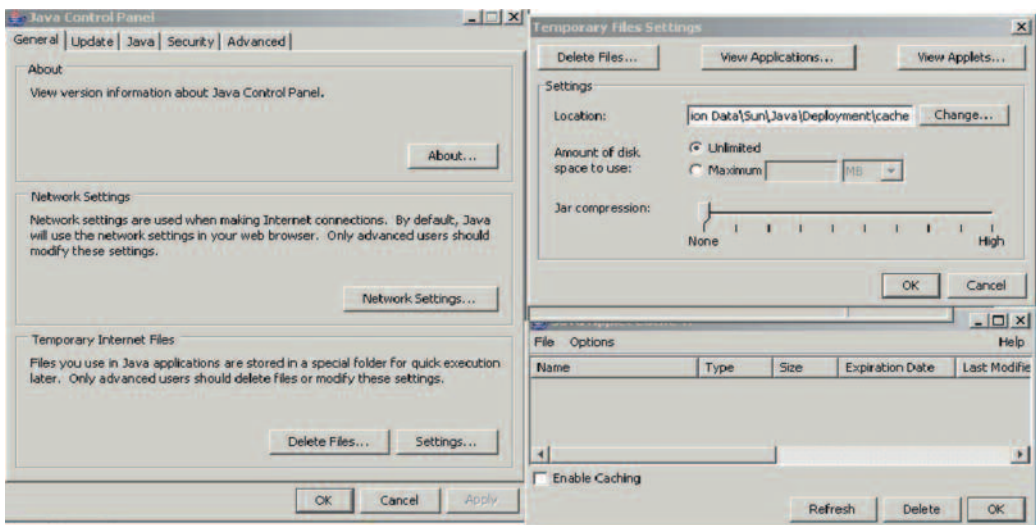 Java Control Panel
General Update Java Security Advanced
About
View version information about Java Control Panel.
About...
Network Settings
Network settings are used when making Internet connections. By default, Java
will use the network settings in your web browser. Only advanced users should
modify these settings.
Network Settings...
Temporary Internet Files
Files you use in Java applications are stored in a special folder for quick execution
later. Only advanced users should delete files or modify these settings.
Delete Files... Settings...
OK Cancel Apply
Temporary Files Settings
Delete Files... View Applications... View Applets...
Settings
Location: ion Data\Sun\Java\Deployment\cache Change...
Amount of disk
space to use:
Unlimited
Maximum MB
Jar compression:
None High
OK Cancel
Java Applet Cache
File Options Help
Name Type Size Expiration Date Last Modifie
Enable Caching
Refresh Delete OK